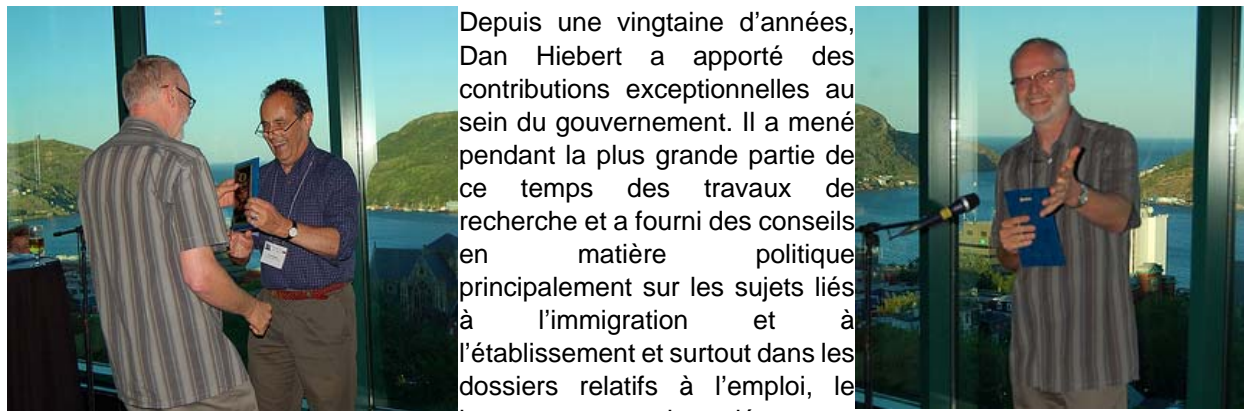 Depuis une vingtaine d’années,
Dan Hiebert a apporté des
contributions exceptionnelles au
sein du gouvernement. Il a mené
pendant la plus grande partie de
ce temps des travaux de
recherche et a fourni des conseils
en matière politique
principalement sur les sujets liés
à l’immigration et à
l’établissement et surtout dans les
dossiers relatifs à l’emploi, le